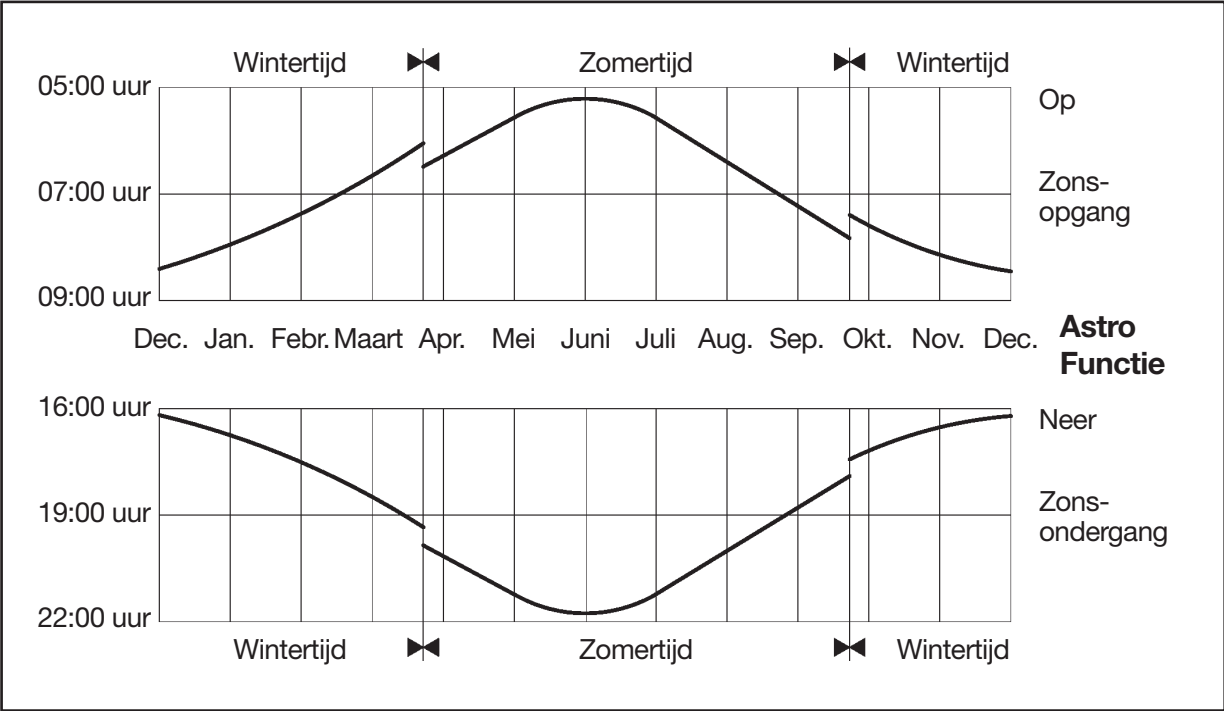 Wintertijd Zomertijd Wintertijd
05:00 uur Op
07:00 uur Zons-
opgang
09:00 uur
Dec. Jan. Febr. Maart Apr. Mei Juni Juli Aug. Sep. Okt. Nov. Dec. Astro
Functie
16:00 uur Neer
19:00 uur Zons-
ondergang
22:00 uur
Wintertijd Zomertijd Wintertijd